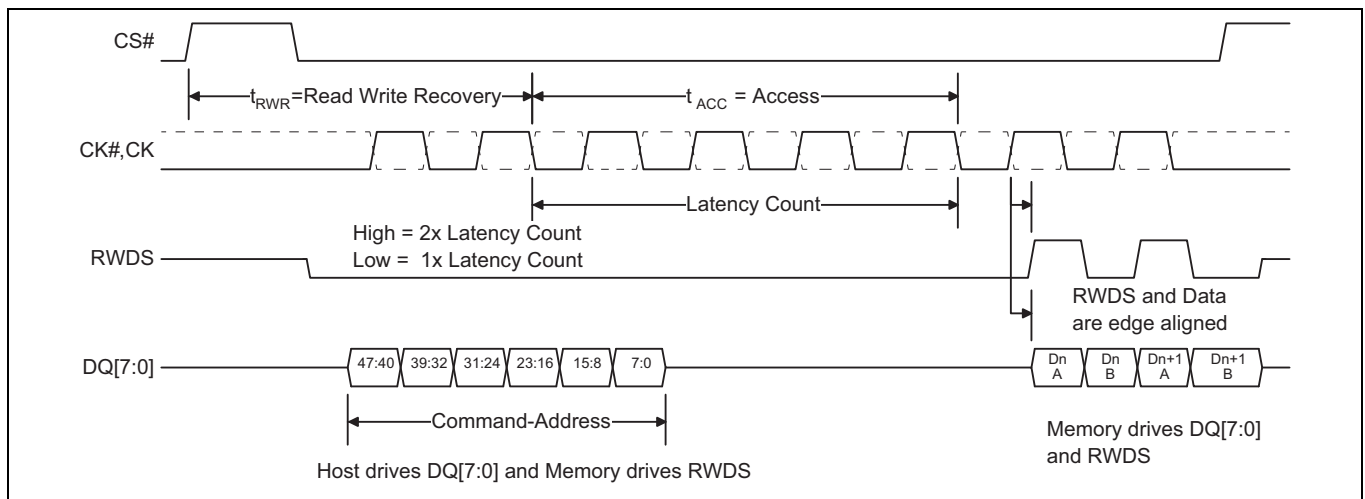 CS#
tRWR=Read Write Recovery
tACC = Access
CK#,CK
Latency Count
High = 2x Latency Count
Low = 1x Latency Count
RWDS
RWDS and Data
are edge aligned
DQ[7:0]
47:40 39:32 31:24 23:16 15:8 7:0
Dn A
Dn B
Dn+1 A
Dn+1 B
Command-Address
Memory drives DQ[7:0]
and RWDS
Host drives DQ[7:0] and Memory drives RWDS